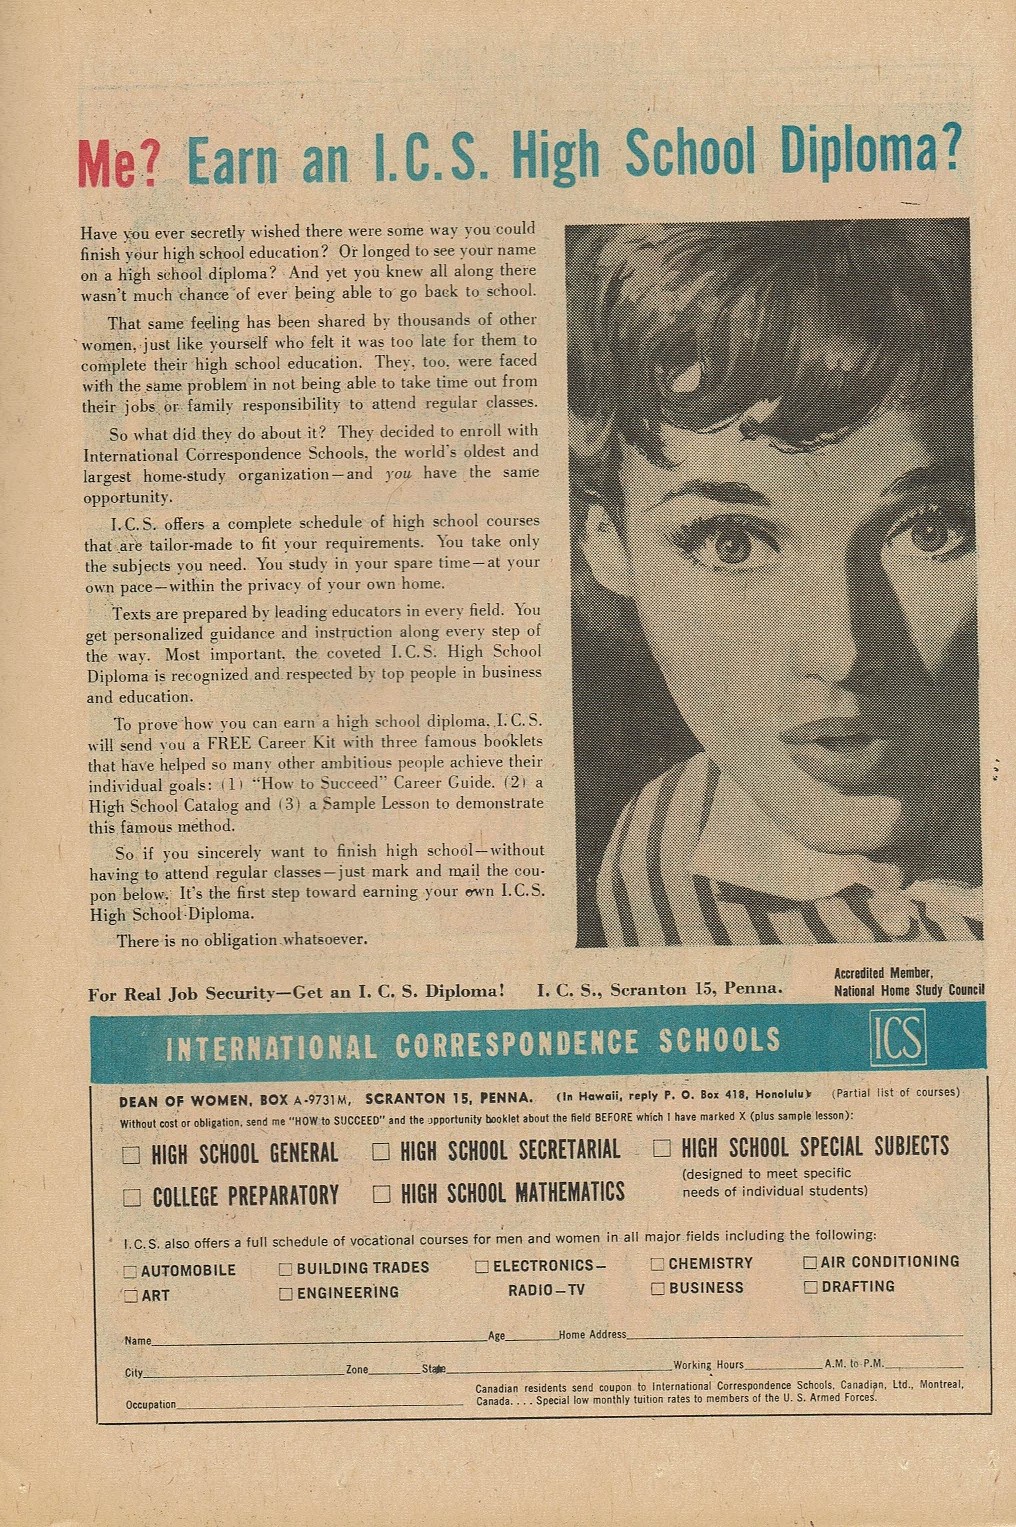 Me? Earn an I.C.S. High School Diploma?
Have you ever secretly wished there were some way you could
finish your high school education? Or longed to see your name
on a high school diploma? And yet you knew all along there
wasn't much chance of ever being able to go back to school.
That same feeling has been shared by thousands of other
women, just like yourself who felt it was too late for them to
complete their high school education. They, too, were faced
with the same problem in not being able to take time out from
their jobs or family responsibility to attend regular classes.
So what did they do about it? They decided to enroll with
International Correspondence Schools, the world's oldest and
largest home-study organization—and you have the same
opportunity.
I.C.S. offers a complete schedule of high school courses
that are tailor-made to fit your requirements. You take only
the subjects you need. You study in your spare time—at your
own pace—within the privacy of your own home.
Texts are prepared by leading educators in every field. You
get personalized guidance and instruction along every step of
the way. Most important, the coveted I.C.S. High School
Diploma is recognized and respected by top people in business
and education.
To prove how you can earn a high school diploma, I.C.S.
will send you a FREE Career Kit with three famous booklets
that have helped so many other ambitious people achieve their
individual goals: (1) "How to Succeed" Career Guide. (2) a
High School Catalog and (3) a Sample Lesson to demonstrate
this famous method.
So if you sincerely want to finish high school—without
having to attend regular classes—just mark and mail the cou-
pon below. It's the first step toward earning your own I.C.S.
High School Diploma.
There is no obligation whatsoever.
For Real Job Security—Get an I. C. S. Diploma! I. C. S., Scranton 15, Penna.
Accredited Member,
National Home Study Council
INTERNATIONAL CORRESPONDENCE SCHOOLS ICS
DEAN OF WOMEN, BOX A-9731M, SCRANTON 15, PENNA. (In Hawaii, reply P. O. Box 418, Honolulu) (Partial list of courses)
Without cost or obligation, send me "HOW to SUCCEED" and the opportunity booklet about the field BEFORE which I have marked X (plus sample lesson):
☐ HIGH SCHOOL GENERAL ☐ HIGH SCHOOL SECRETARIAL ☐ HIGH SCHOOL SPECIAL SUBJECTS
(designed to meet specific
☐ COLLEGE PREPARATORY ☐ HIGH SCHOOL MATHEMATICS needs of individual students)
I.C.S. also offers a full schedule of vocational courses for men and women in all major fields including the following:
☐ AUTOMOBILE ☐ BUILDING TRADES ☐ ELECTRONICS— ☐ CHEMISTRY ☐ AIR CONDITIONING
☐ ART ☐ ENGINEERING RADIO—TV ☐ BUSINESS ☐ DRAFTING
Name Age Home Address
City Zone State Working Hours A.M. to P.M.
Canadian residents send coupon to International Correspondence Schools, Canadian, Ltd., Montreal,
Occupation Canada. . . . Special low monthly tuition rates to members of the U. S. Armed Forces.